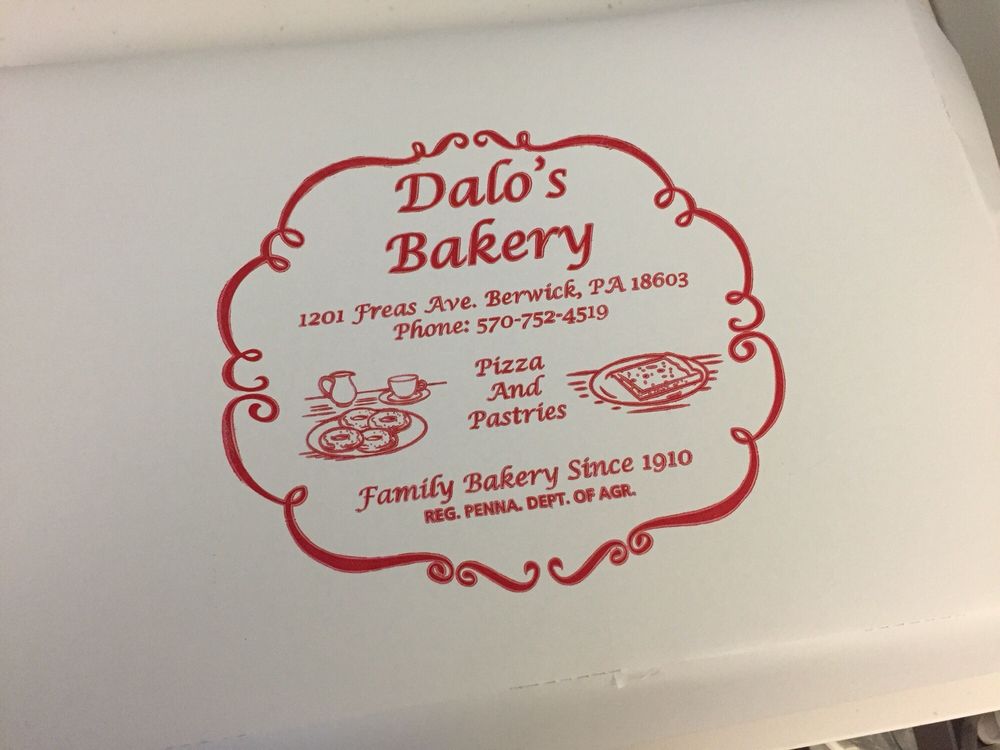 Dalo's
Bakery
1201 Freas Ave. Berwick, PA 18603
Phone: 570-752-4519
Pizza
And
Pastries
Family Bakery Since 1910
REG. PENNA. DEPT. OF AGR.